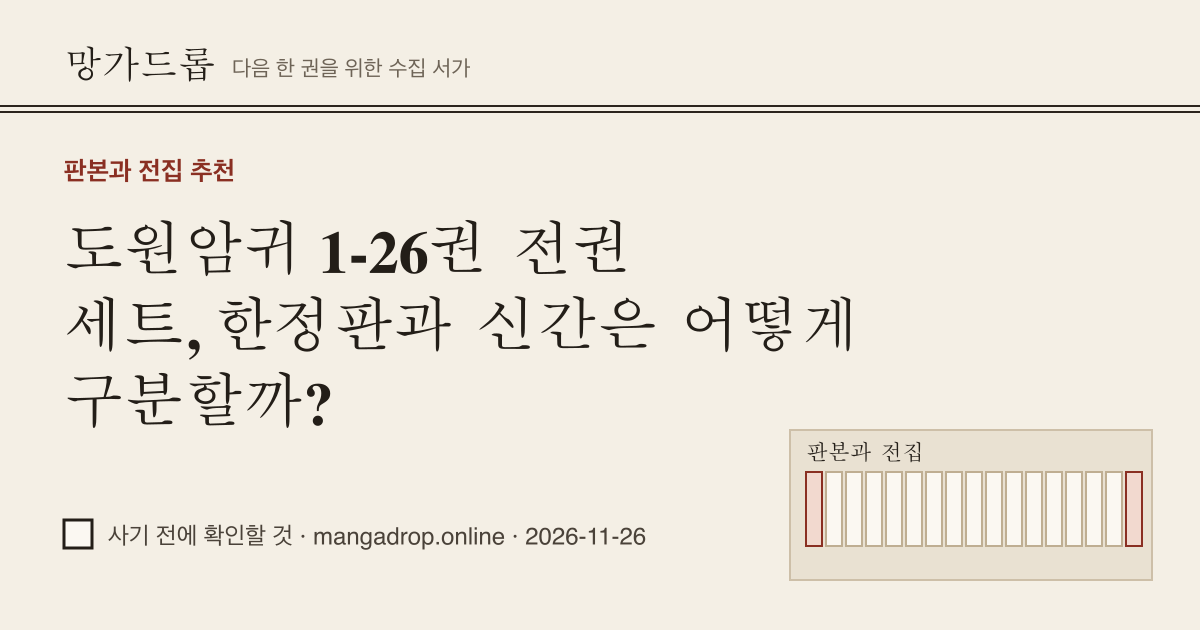 망가드롭 다음 한 권을 위한 수집 서가
판본과 전집 추천
도원암귀 1-26권 전권
세트, 한정판과 신간은 어떻게
구분할까?
판본과 전집
사기 전에 확인할 것 · mangadrop.online · 2026-11-26